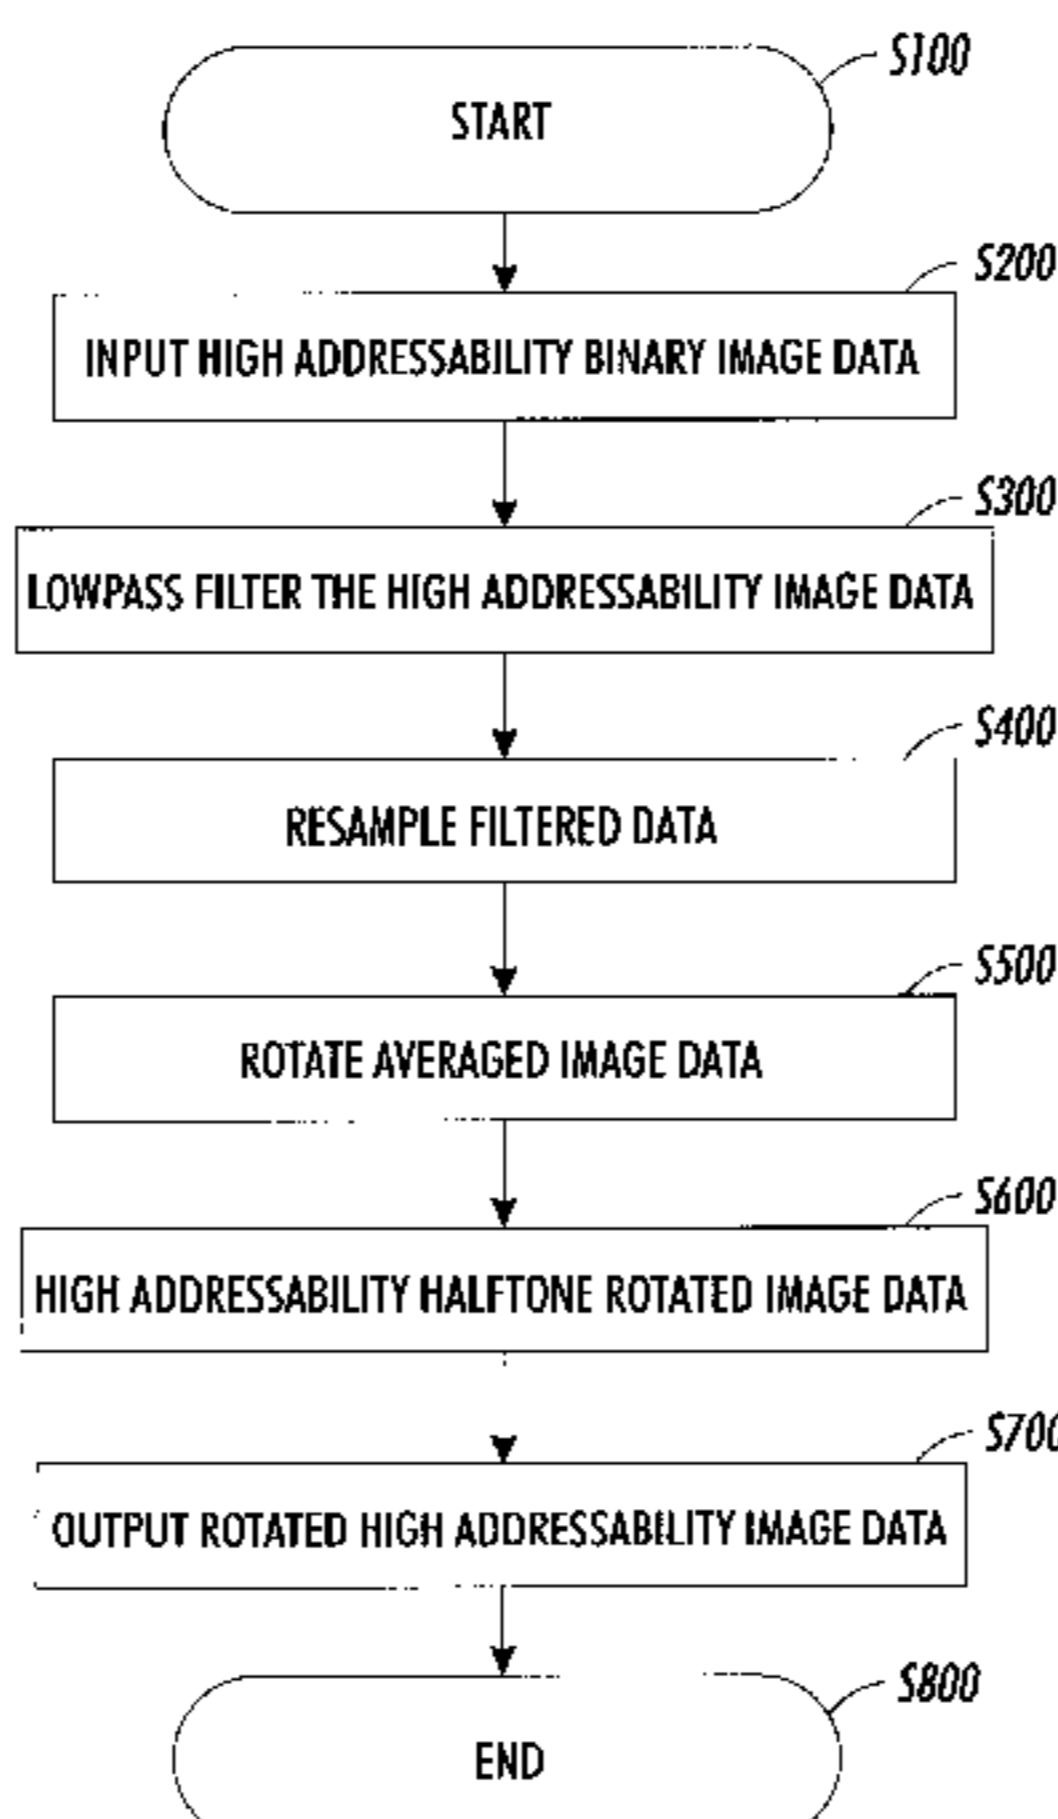 S100
START
S200
INPUT HIGH ADDRESSABILITY BINARY IMAGE DATA
S300
LOWPASS FILTER THE HIGH ADDRESSABILITY IMAGE DATA
S400
RESAMPLE FILTERED DATA
S500
ROTATE AVERAGED IMAGE DATA
S600
HIGH ADDRESSABILITY HALFTONE ROTATED IMAGE DATA
S700
OUTPUT ROTATED HIGH ADDRESSABILITY IMAGE DATA
S800
END